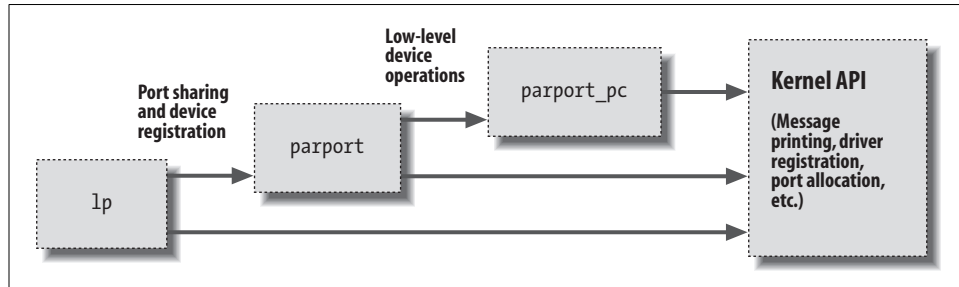 Low-level
device
operations
Port sharing
and device
registration
lp
parport
parport_pc
Kernel API
(Message
printing, driver
registration,
port allocation,
etc.)